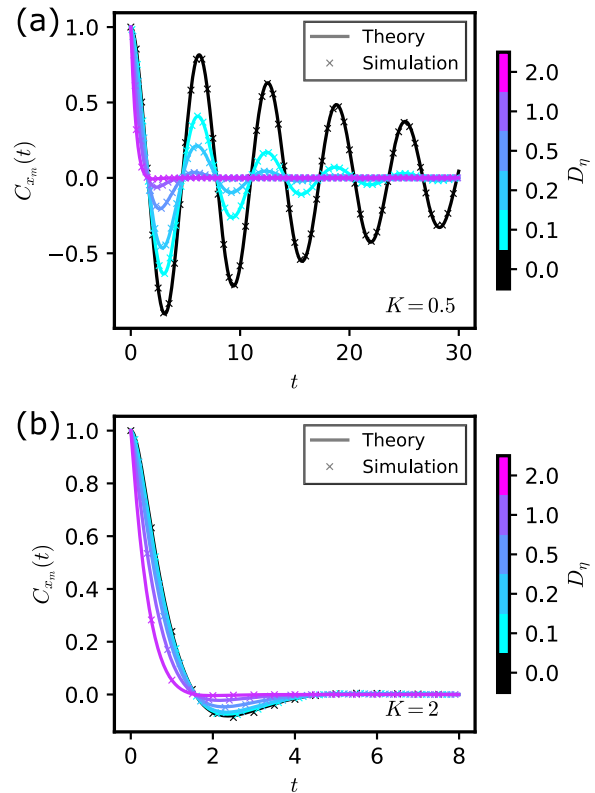 (a)
1.0
0.5
0.0
−0.5
C_{x_m}(t)
Theory
Simulation
K = 0.5
0
10
20
30
t
2.0
1.0
0.5
0.2
0.1
0.0
D_η
(b)
1.0
0.8
0.6
0.4
0.2
0.0
C_{x_m}(t)
Theory
Simulation
K = 2
0
2
4
6
8
t
2.0
1.0
0.5
0.2
0.1
0.0
D_η